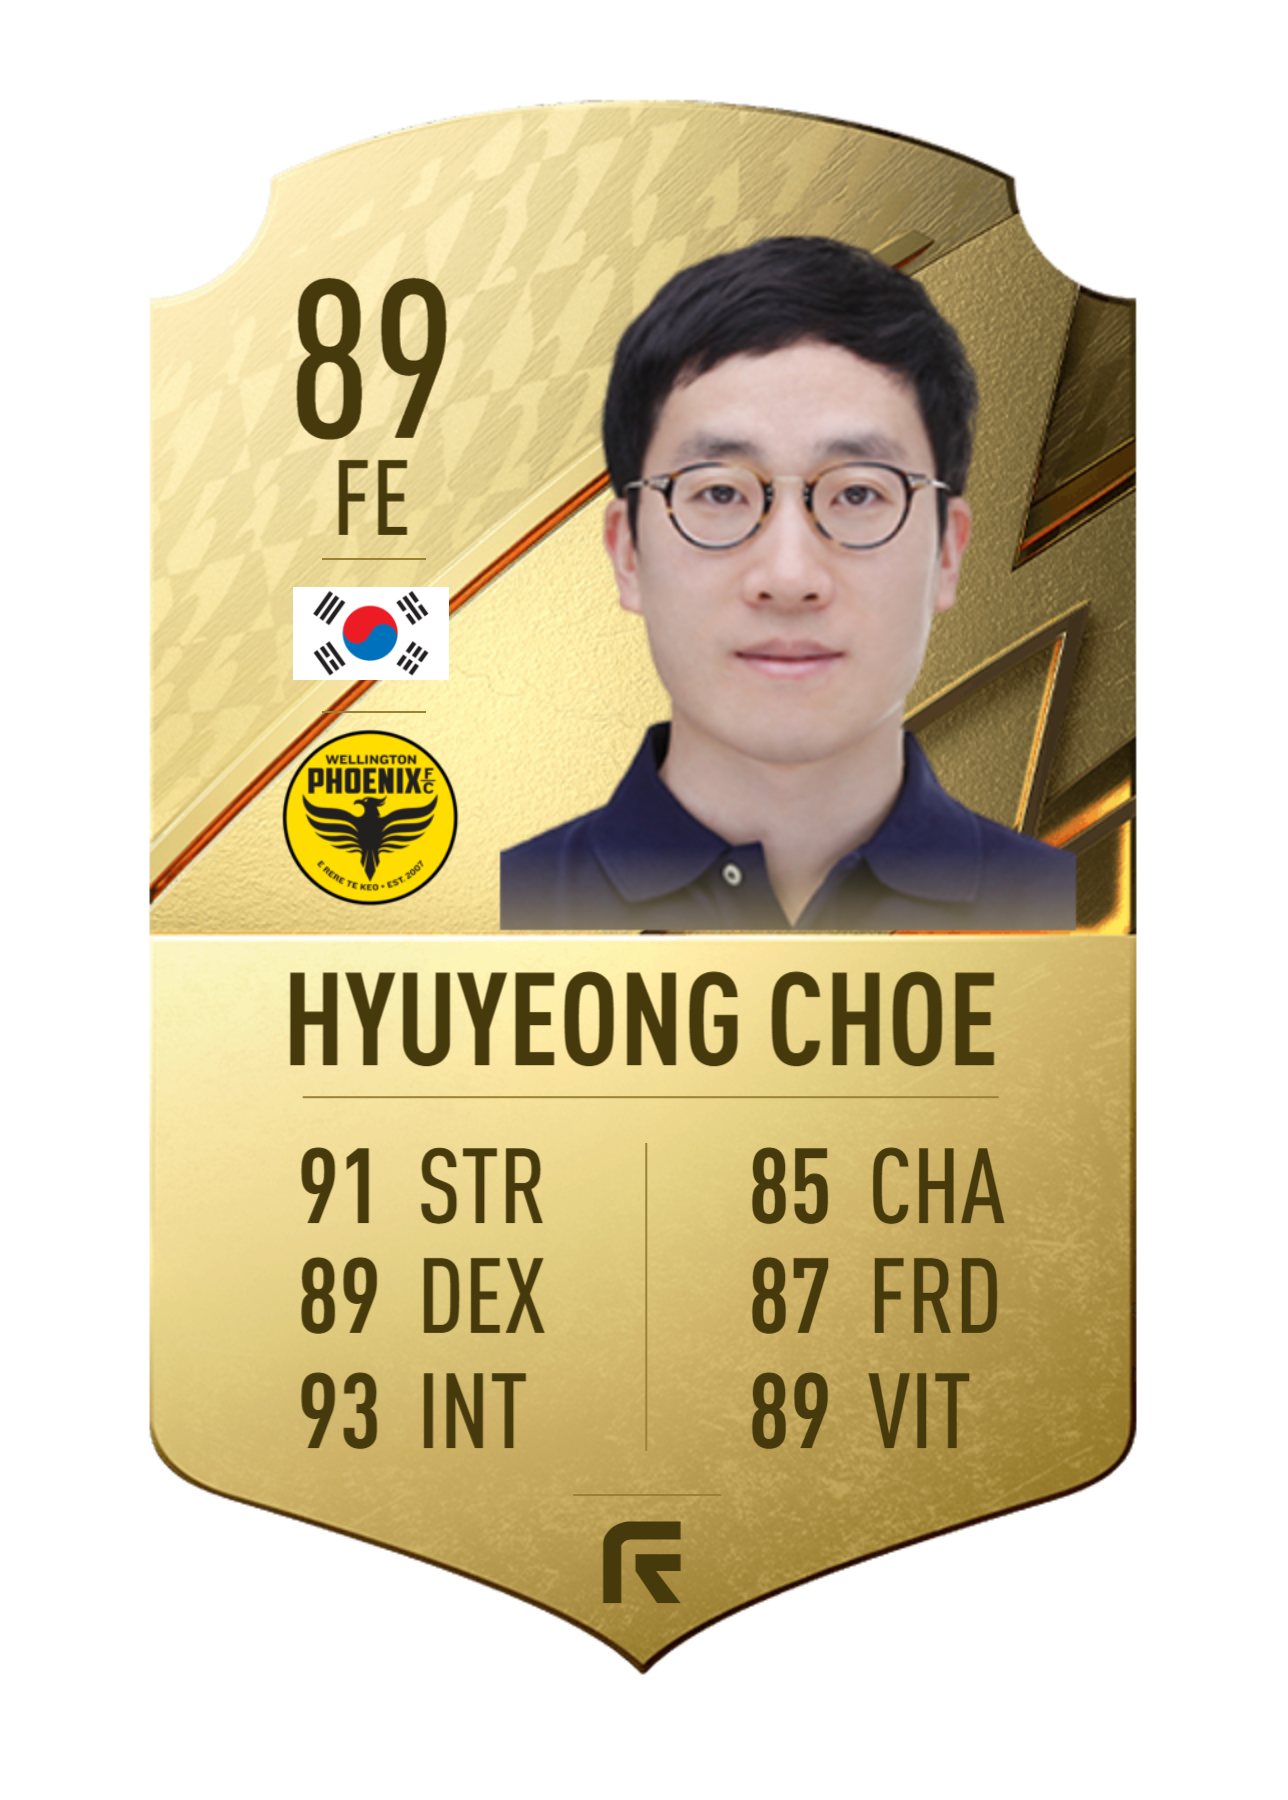 89
FE
WELLINGTON
PHOENIX FC
E RERE TE KEO • EST. 2007
HYUYEONG CHOE
91 STR
85 CHA
89 DEX
87 FRD
93 INT
89 VIT